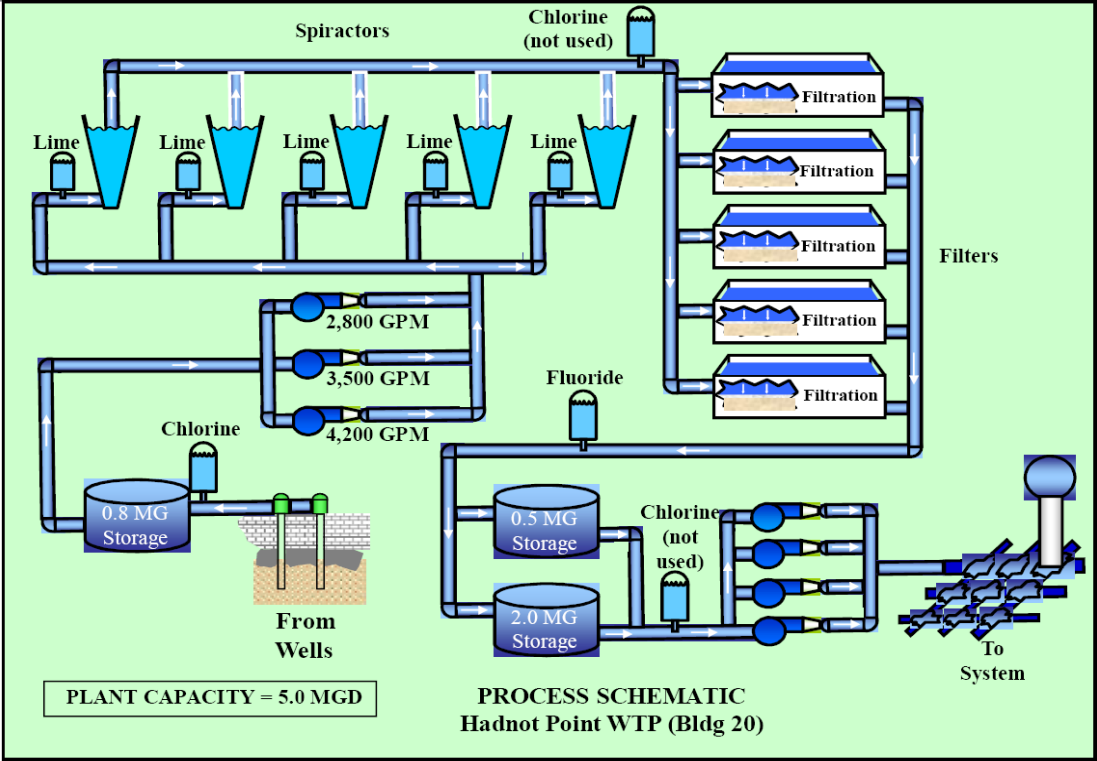 Spiractors
Chlorine
(not used)
Lime
Lime
Lime
Lime
Lime
Filtration
Filtration
Filtration
Filtration
Filtration
Filters
2,800 GPM
3,500 GPM
4,200 GPM
Chlorine
0.8 MG
Storage
From
Wells
Fluoride
0.5 MG
Storage
2.0 MG
Storage
Chlorine
(not
used)
To
System
PLANT CAPACITY = 5.0 MGD
PROCESS SCHEMATIC
Hadnot Point WTP (Bldg 20)